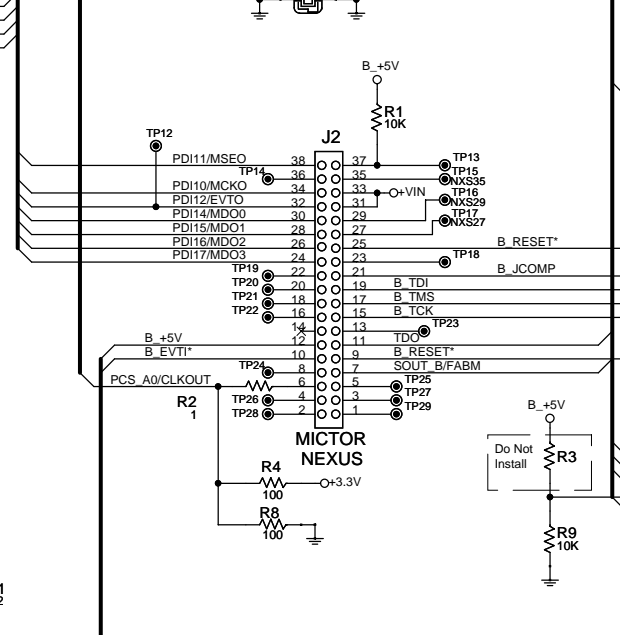 B_+5V
R1
10K
J2
TP12
PDI11/MSEO 38 37 TP13
TP14 36 35 TP15
NXS35
PDI10/MCKO 34 33 +VIN TP16
NXS29
PDI12/EVTO 32 31
PDI14/MDO0 30 29 TP17
NXS27
PDI15/MDO1 28 27
PDI16/MDO2 26 25 B_RESET*
PDI17/MDO3 24 23 TP18
TP19 22 21 B_JCOMP
TP20 20 19 B_TDI
TP21 18 17 B_TMS
TP22 16 15 B_TCK
14 13 TP23
B_+5V 12 11 TDO
B_EVTI* 10 9 B_RESET*
TP24 8 7 SOUT_B/FABM
PCS_A0/CLKOUT 6 5 TP25
R2
1
TP26 4 3 TP27
TP28 2 1 TP29
MICTOR
NEXUS
R4
100
+3.3V
R8
100
B_+5V
Do Not
Install
R3
R9
10K